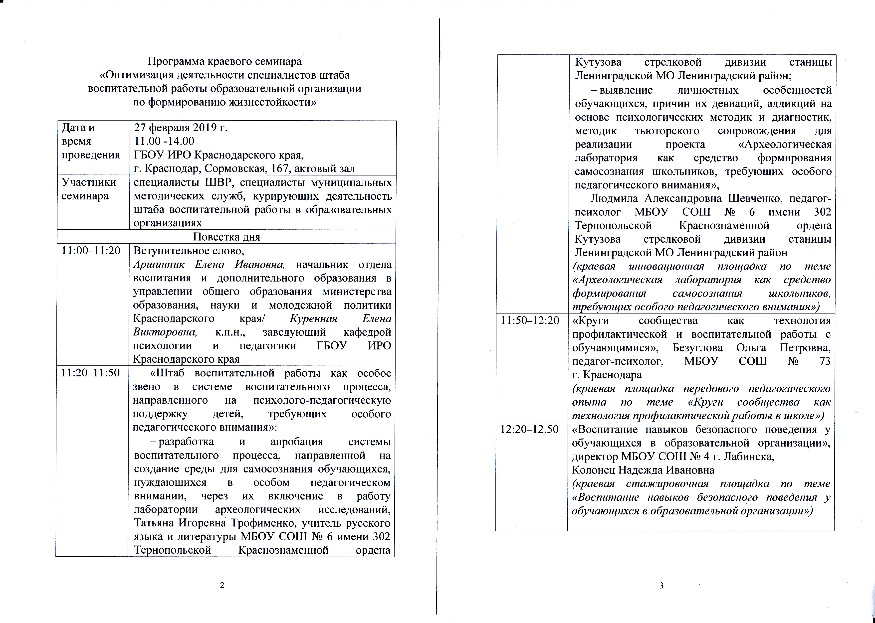 Программа краевого семинара
«Оптимизация деятельности специалистов штаба
воспитательной работы образовательной организации
по формированию жизнестойкости»
Дата и
время
проведения
27 февраля 2019 г.
11.00 -14.00
ГБОУ ИРО Краснодарского края,
г. Краснодар, Сормовская, 167, актовый зал
Участники
семинара
специалисты ШВР, специалисты муниципальных
методических служб, курирующих деятельность
штаба воспитательной работы в образовательных
организациях
Повестка дня
11:00–11:20
Вступительное слово,
Аршинник Елена Ивановна, начальник отдела
воспитания и дополнительного образования в
управлении общего образования министерства
образования, науки и молодежной политики
Краснодарского края/ Куренная Елена
Викторовна, к.п.н., заведующий кафедрой
психологии и педагогики ГБОУ ИРО
Краснодарского края
11:20–11:50
«Штаб воспитательной работы как особое
звено в системе воспитательного процесса,
направленного на психолого-педагогическую
поддержку детей, требующих особого
педагогического внимания»:
– разработка и апробация системы
воспитательного процесса, направленной на
создание среды для самосознания обучающихся,
нуждающихся в особом педагогическом
внимании, через их включение в работу
лаборатории археологических исследований,
Татьяна Игоревна Трофименко, учитель русского
языка и литературы МБОУ СОШ № 6 имени 302
Тернопольской Краснознаменной ордена
2
Кутузова стрелковой дивизии станицы
Ленинградской МО Ленинградский район;
– выявление личностных особенностей
обучающихся, причин их девиаций, аддикций на
основе психологических методик и диагностик,
методик тьюторского сопровождения для
реализации проекта «Археологическая
лаборатория как средство формирования
самосознания школьников, требующих особого
педагогического внимания»,
Людмила Александровна Шевченко, педагог-
психолог МБОУ СОШ № 6 имени 302
Тернопольской Краснознаменной ордена
Кутузова стрелковой дивизии станицы
Ленинградской МО Ленинградский район
(краевая инновационная площадка по теме
«Археологическая лаборатория как средство
формирования самосознания школьников,
требующих особого педагогического внимания»)
11:50–12:20
«Круги сообщества как технология
профилактической и воспитательной работы с
обучающимися», Безуглова Ольга Петровна,
педагог-психолог, МБОУ СОШ № 73
г. Краснодара
(краевая площадка передового педагогического
опыта по теме «Круги сообщества как
технология профилактической работы в школе»)
12:20–12.50
«Воспитание навыков безопасного поведения у
обучающихся в образовательной организации»,
директор МБОУ СОШ № 4 г. Лабинска,
Колонец Надежда Ивановна
(краевая стажировочная площадка по теме
«Воспитание навыков безопасного поведения у
обучающихся в образовательной организации»)
3